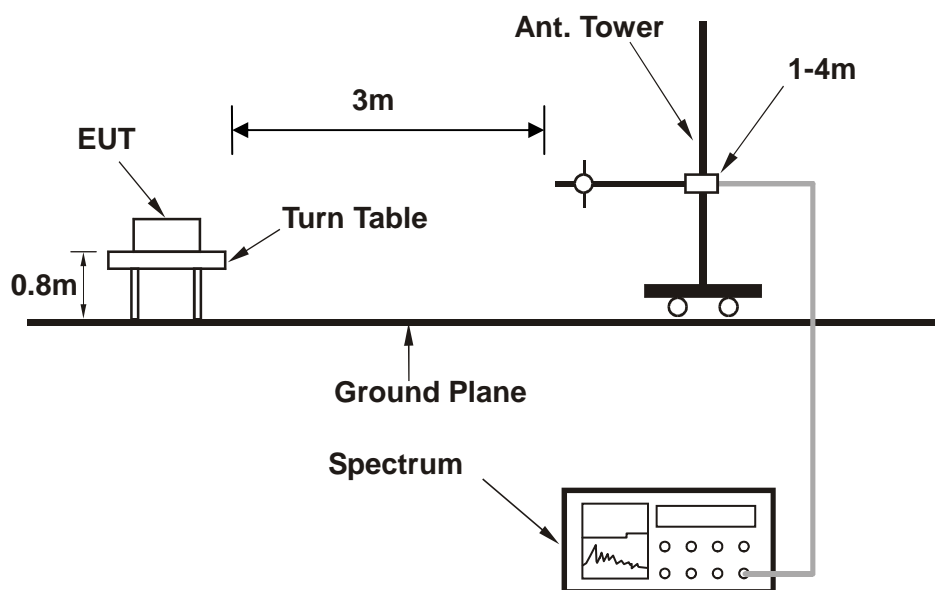 Ant. Tower
1-4m
3m
EUT
Turn Table
0.8m
Ground Plane
Spectrum